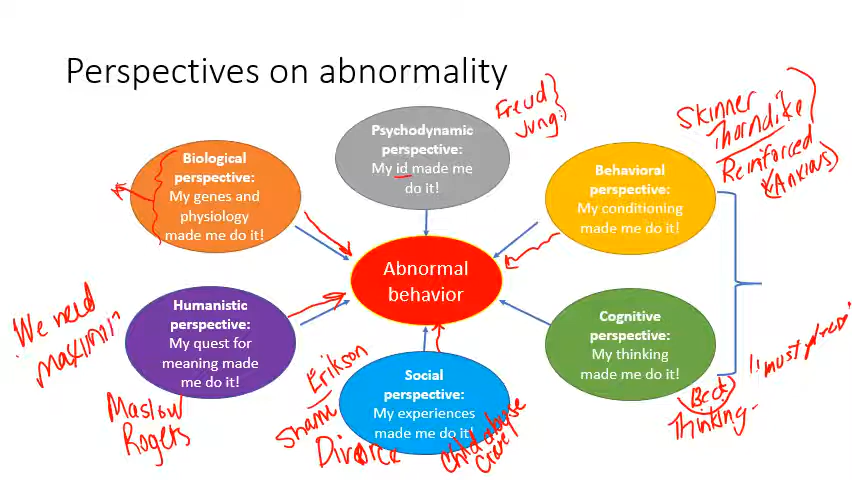 Perspectives on abnormality
Freud
Jung
Psychodynamic
perspective:
My id made me
do it!
Skinner
Thorndike
Reinforced
(Anxious)
Biological
perspective:
My genes and
physiology
made me do it!
Behavioral
perspective:
My conditioning
made me do it!
Abnormal
behavior
We need
Humanistic
perspective:
My quest for
meaning made
me do it!
Maslow
Rogers
Cognitive
perspective:
My thinking
made me do it!
I must
Beck
Thinking
Erikson
Divorce
Social
perspective:
My experiences
made me do it!
Child abuse